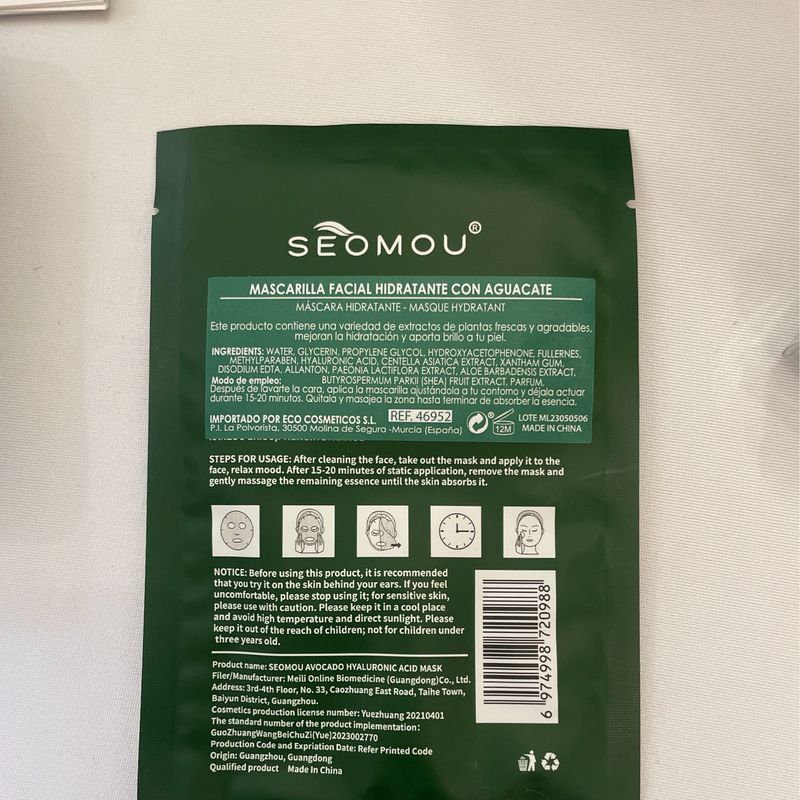 SEOMOU®
MASCARILLA FACIAL HIDRATANTE CON AGUACATE
MÁSCARA HIDRATANTE - MASQUE HYDRATANT
Este producto contiene una variedad de extractos de plantas frescas y agradables,
mejoran la hidratación y aporta brillo a tu piel.
INGREDIENTS: WATER, GLYCERIN, PROPYLENE GLYCOL, HYDROXYACETOPHENONE, FULLERNES,
METHYLPARABEN, HYALURONIC ACID, CENTELLA ASIATICA EXTRACT, XANTHAM GUM,
DISODIUM EDTA, ALLANTON, PAEONIA LACTIFLORA EXTRACT, ALOE BARBADENSIS EXTRACT,
Modo de empleo: BUTYROSPERMUM PARKII (SHEA) FRUIT EXTRACT, PARFUM.
Después de lavarte la cara, aplica la mascarilla ajustándola a tu contorno y déjala actuar
durante 15-20 minutos. Quítala y masajea la zona hasta terminar de absorber la esencia.
IMPORTADO POR ECO COSMETICOS S.L. REF. 46952
P.I. La Polvorista, 30500 Molina de Segura -Murcia (España)
12M
LOTE ML23050506
MADE IN CHINA
STEPS FOR USAGE: After cleaning the face, take out the mask and apply it to the
face, relax mood. After 15-20 minutes of static application, remove the mask and
gently massage the remaining essence until the skin absorbs it.
NOTICE: Before using this product, it is recommended
that you try it on the skin behind your ears. If you feel
uncomfortable, please stop using it; for sensitive skin,
please use with caution. Please keep it in a cool place
and avoid high temperature and direct sunlight. Please
keep it out of the reach of children; not for children under
three years old.
6 974998 720988
Product name: SEOMOU AVOCADO HYALURONIC ACID MASK
Filer/Manufacturer: Meili Online Biomedicine (Guangdong)Co., Ltd.
Address: 3rd-4th Floor, No. 33, Caozhuang East Road, Taihe Town,
Baiyun District, Guangzhou.
Cosmetics production license number: Yuezhuang 20210401
The standard number of the product implementation:
GuoZhuangWangBeiChuZi(Yue)2023002770
Production Code and Expriation Date: Refer Printed Code
Origin: Guangzhou, Guangdong
Qualified product Made In China